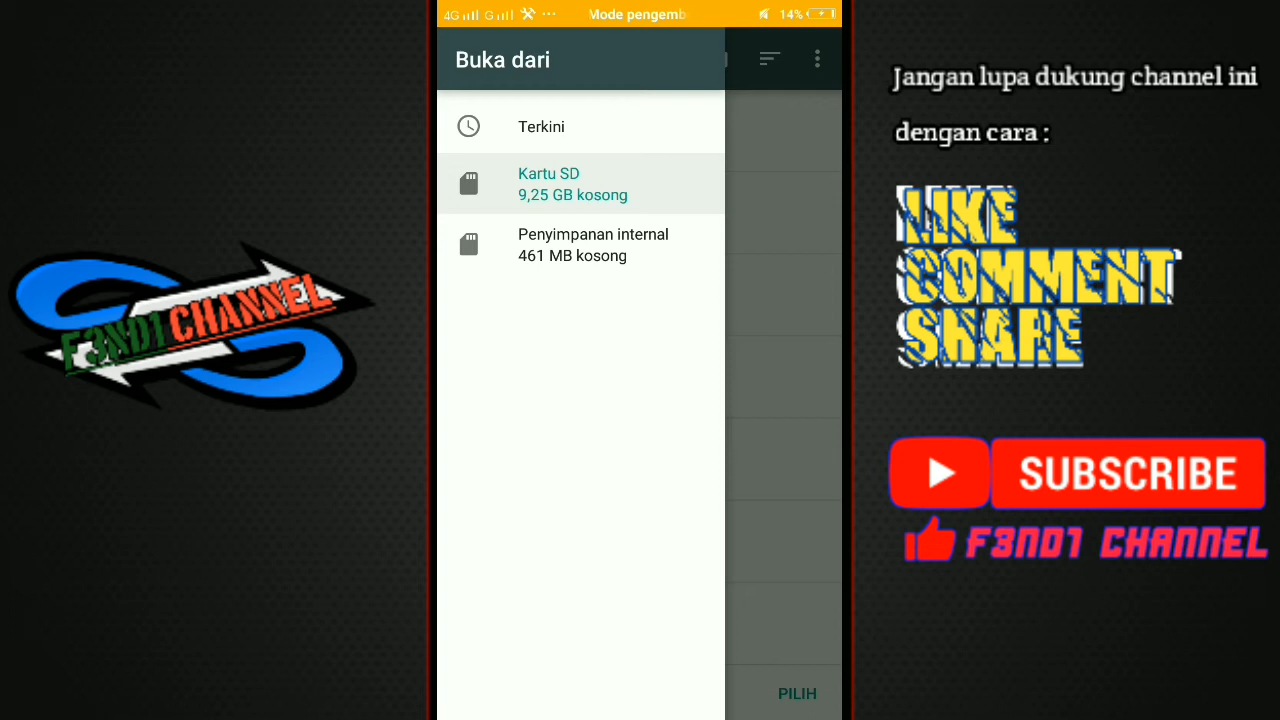 F3ND1 CHANNEL
4G G ... Mode pengemb 14%
Buka dari
Terkini
Kartu SD
9,25 GB kosong
Penyimpanan internal
461 MB kosong
PILIH
Jangan lupa dukung channel ini
dengan cara :
LIKE
COMMENT
SHARE
SUBSCRIBE
F3ND1 CHANNEL